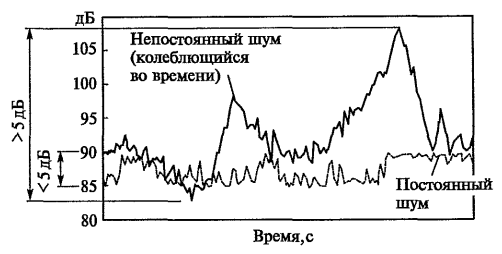 дБ
105
100
95
90
85
80
>5 дБ
<5 дБ
Непостоянный шум
(колеблющийся
во времени)
Постоянный
шум
Время, с